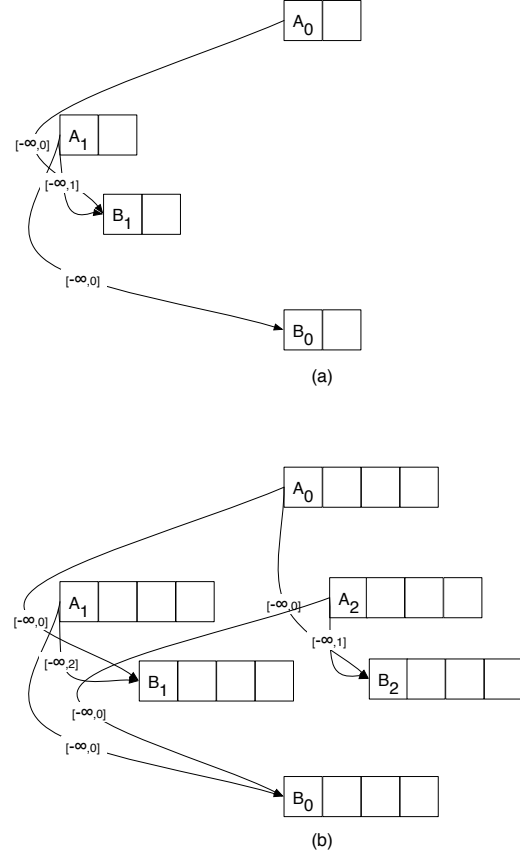 A₀
A₁
[-∞,0]
[-∞,1]
B₁
[-∞,0]
B₀
(a)
A₀
A₁
A₂
[-∞,0]
[-∞,0]
[-∞,1]
[-∞,2]
B₁
B₂
[-∞,0]
[-∞,0]
B₀
(b)